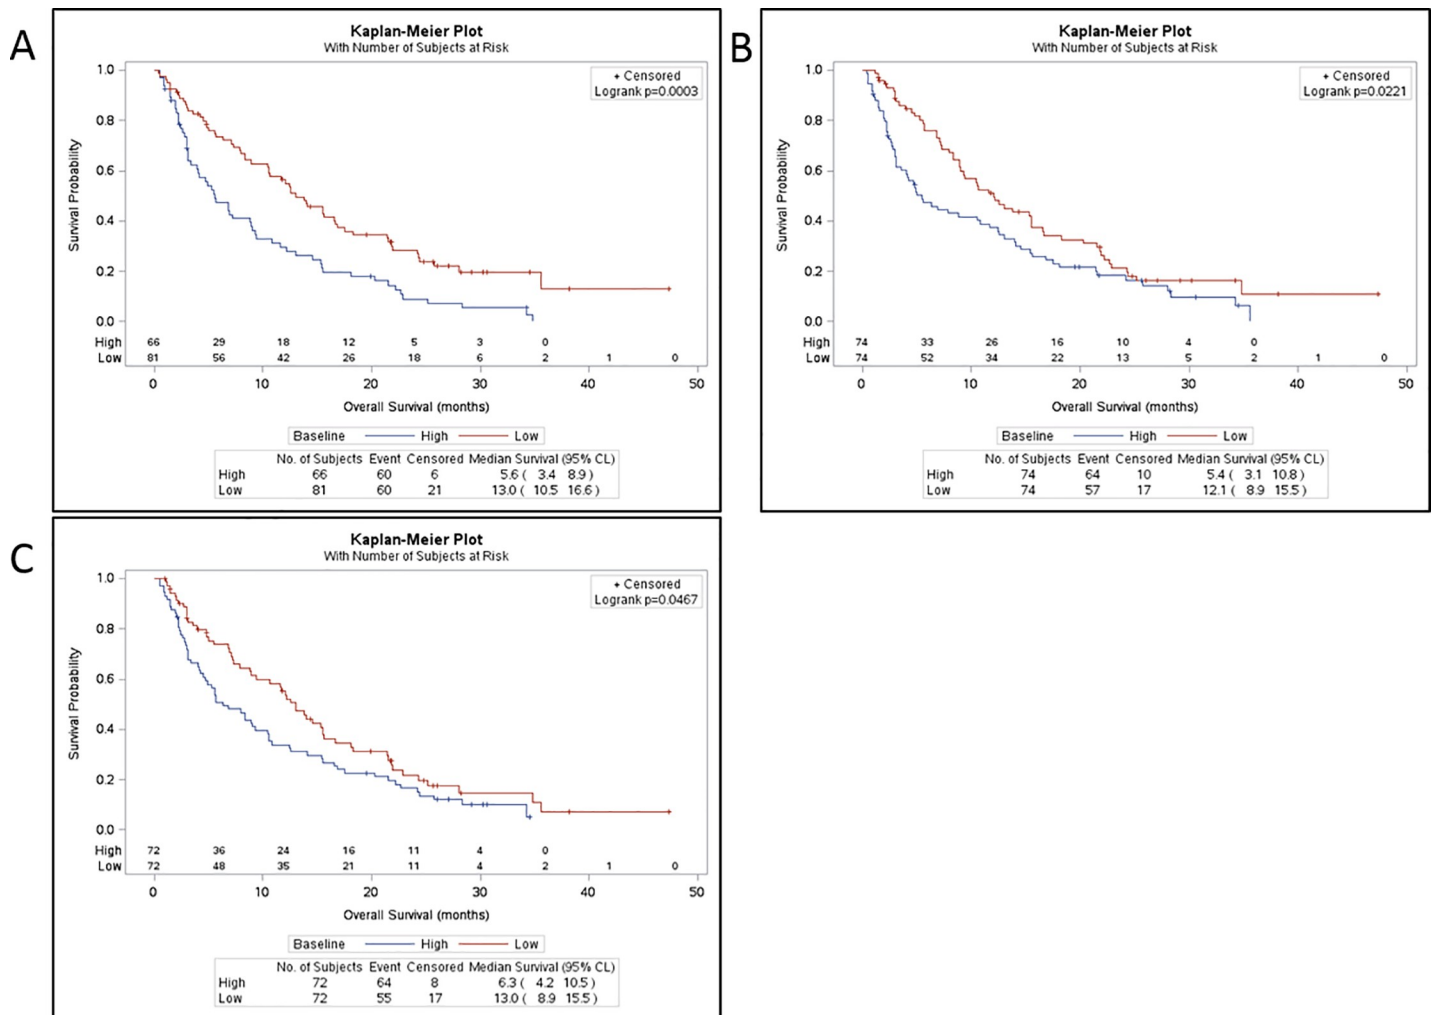 A
Kaplan-Meier Plot
With Number of Subjects at Risk
+ Censored
Logrank p=0.0003
Survival Probability
1.0
0.8
0.6
0.4
0.2
0.0
High 66 29 18 12 5 3 0
Low 81 56 42 26 18 6 2 1 0
0 10 20 30 40 50
Overall Survival (months)
Baseline High Low
No. of Subjects Event Censored Median Survival (95% CL)
High 66 60 6 5.6 ( 3.4 8.9 )
Low 81 60 21 13.0 ( 10.5 16.6 )
B
Kaplan-Meier Plot
With Number of Subjects at Risk
+ Censored
Logrank p=0.0221
Survival Probability
1.0
0.8
0.6
0.4
0.2
0.0
High 74 33 26 16 10 4 0
Low 74 52 34 22 13 5 2 1 0
0 10 20 30 40 50
Overall Survival (months)
Baseline High Low
No. of Subjects Event Censored Median Survival (95% CL)
High 74 64 10 5.4 ( 3.1 10.8 )
Low 74 57 17 12.1 ( 8.9 15.5 )
C
Kaplan-Meier Plot
With Number of Subjects at Risk
+ Censored
Logrank p=0.0467
Survival Probability
1.0
0.8
0.6
0.4
0.2
0.0
High 72 36 24 16 11 4 0
Low 72 48 35 21 11 4 2 1 0
0 10 20 30 40 50
Overall Survival (months)
Baseline High Low
No. of Subjects Event Censored Median Survival (95% CL)
High 72 64 8 6.3 ( 4.2 10.5 )
Low 72 55 17 13.0 ( 8.9 15.5 )